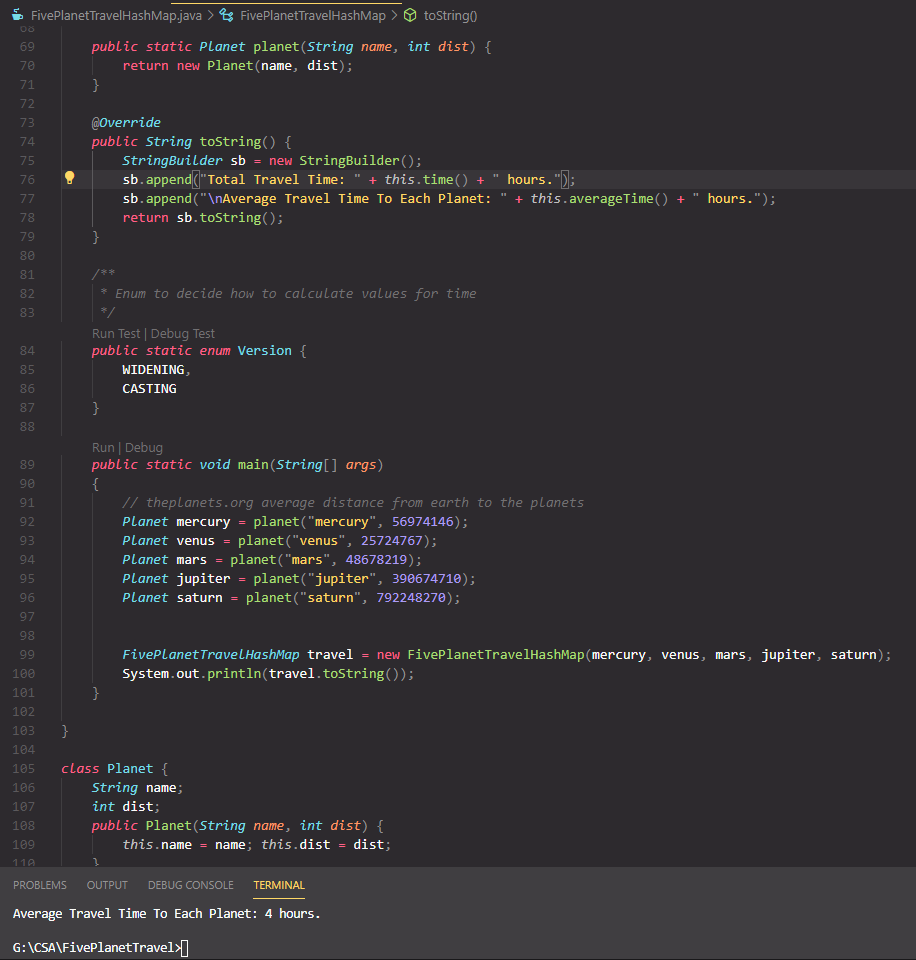 FivePlanetTravelHashMap.java > FivePlanetTravelHashMap > toString()
68
69 public static Planet planet(String name, int dist) {
70 return new Planet(name, dist);
71 }
72
73 @Override
74 public String toString() {
75 StringBuilder sb = new StringBuilder();
76 sb.append("Total Travel Time: " + this.time() + " hours.");
77 sb.append("\nAverage Travel Time To Each Planet: " + this.averageTime() + " hours.");
78 return sb.toString();
79 }
80
81 /**
82 * Enum to decide how to calculate values for time
83 */
Run Test | Debug Test
84 public static enum Version {
85 WIDENING,
86 CASTING
87 }
88
Run | Debug
89 public static void main(String[] args)
90 {
91 // theplanets.org average distance from earth to the planets
92 Planet mercury = planet("mercury", 56974146);
93 Planet venus = planet("venus", 25724767);
94 Planet mars = planet("mars", 48678219);
95 Planet jupiter = planet("jupiter", 390674710);
96 Planet saturn = planet("saturn", 792248270);
97
98
99 FivePlanetTravelHashMap travel = new FivePlanetTravelHashMap(mercury, venus, mars, jupiter, saturn);
100 System.out.println(travel.toString());
101 }
102
103 }
104
105 class Planet {
106 String name;
107 int dist;
108 public Planet(String name, int dist) {
109 this.name = name; this.dist = dist;
110 }
PROBLEMS OUTPUT DEBUG CONSOLE TERMINAL
Average Travel Time To Each Planet: 4 hours.
G:\CSA\FivePlanetTravel>